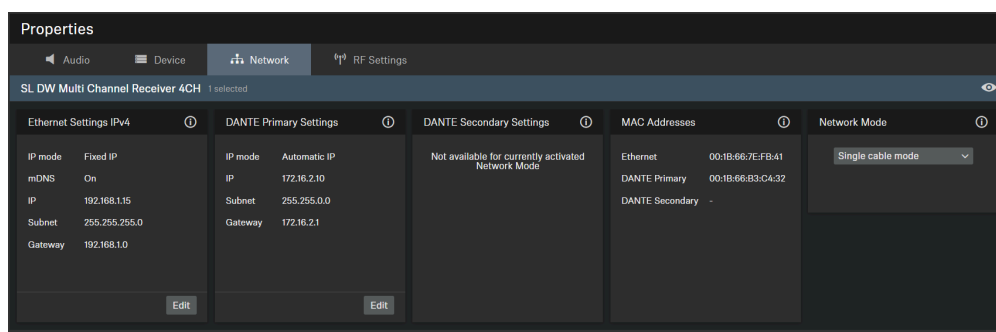 Properties
Audio
Device
Network
RF Settings
SL DW Multi Channel Receiver 4CH 1 selected
Ethernet Settings IPv4
IP mode Fixed IP
mDNS On
IP 192.168.1.15
Subnet 255.255.255.0
Gateway 192.168.1.0
Edit
DANTE Primary Settings
IP mode Automatic IP
IP 172.16.2.10
Subnet 255.255.0.0
Gateway 172.16.2.1
Edit
DANTE Secondary Settings
Not available for currently activated
Network Mode
MAC Addresses
Ethernet 00:1B:66:7E:FB:41
DANTE Primary 00:1B:66:B3:C4:32
DANTE Secondary -
Network Mode
Single cable mode